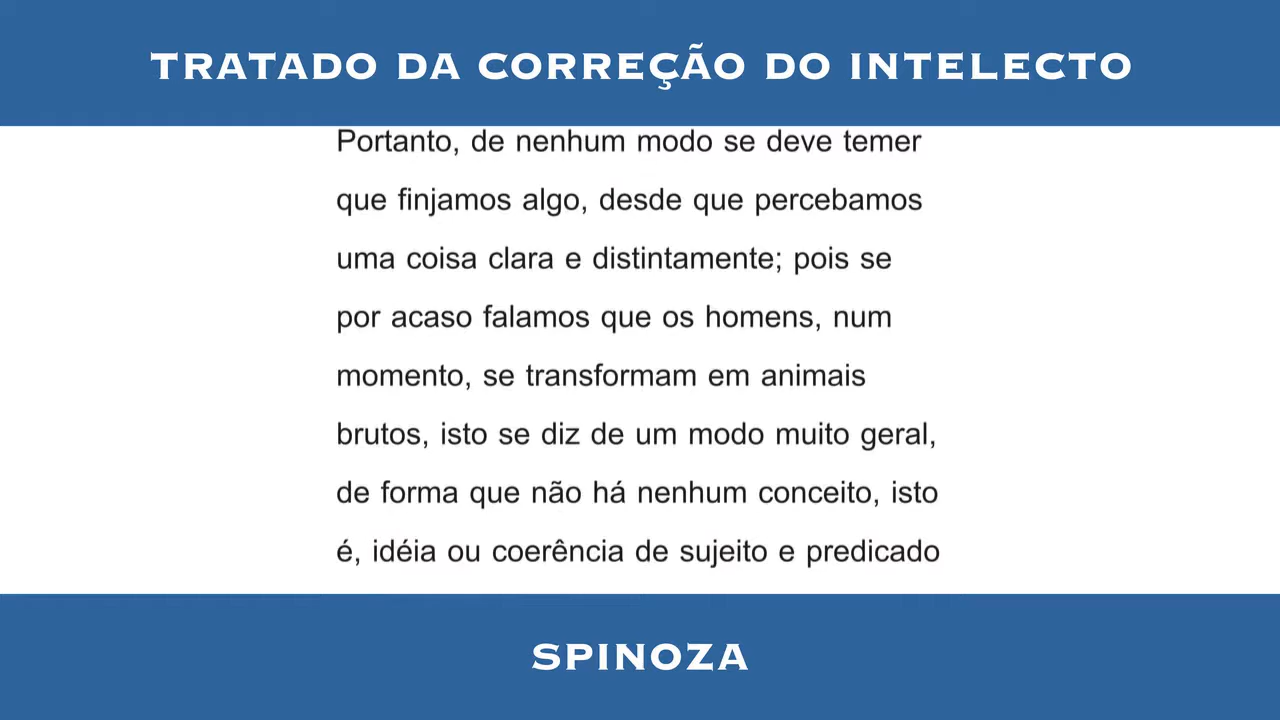 TRATADO DA CORREÇÃO DO INTELECTO
Portanto, de nenhum modo se deve temer
que finjamos algo, desde que percebamos
uma coisa clara e distintamente; pois se
por acaso falamos que os homens, num
momento, se transformam em animais
brutos, isto se diz de um modo muito geral,
de forma que não há nenhum conceito, isto
é, idéia ou coerência de sujeito e predicado
SPINOZA